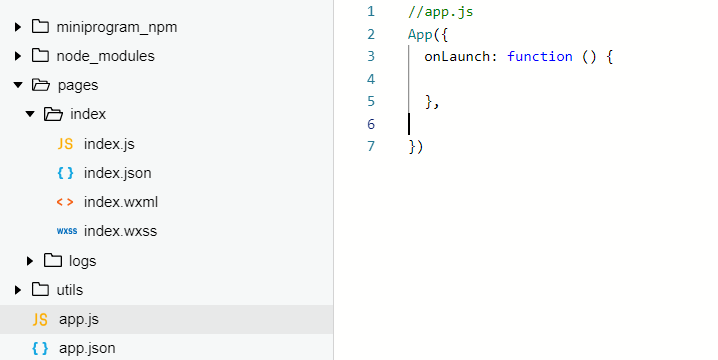 miniprogram_npm
node_modules
pages
index
JS index.js
{ } index.json
< > index.wxml
wxss index.wxss
logs
utils
JS app.js
{ } app.json
1 //app.js
2 App({
3 onLaunch: function () {
4
5 },
6
7 })